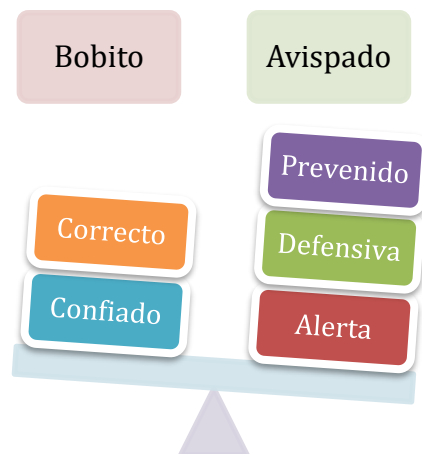 Bobito
Avispado
Prevenido
Correcto
Defensiva
Confiado
Alerta